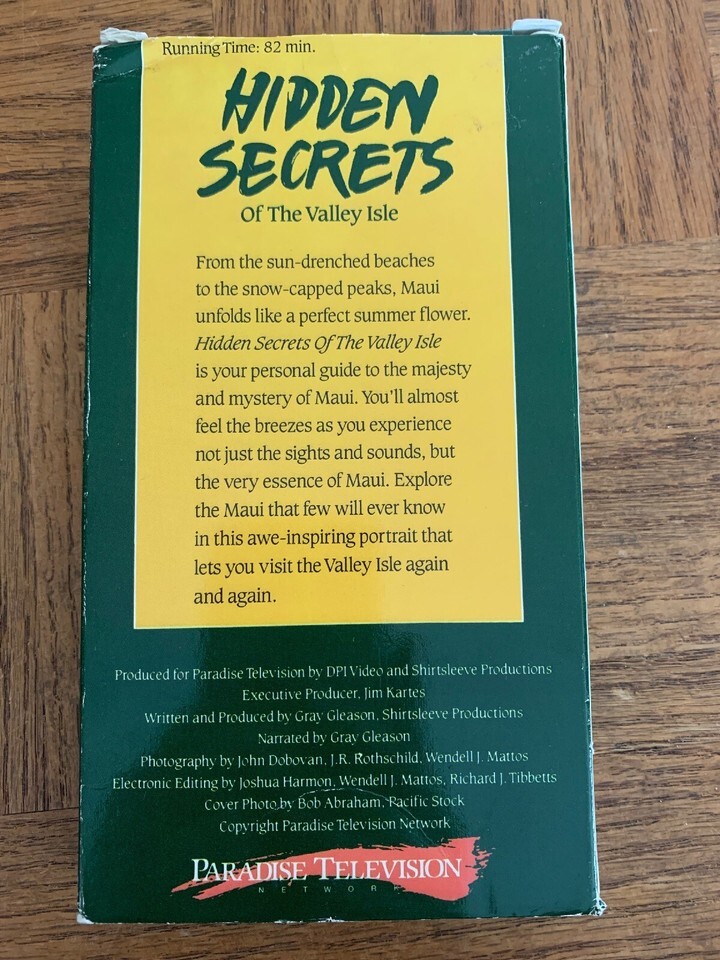 Running Time: 82 min.
HIDDEN
SECRETS
Of The Valley Isle
From the sun-drenched beaches
to the snow-capped peaks, Maui
unfolds like a perfect summer flower.
Hidden Secrets Of The Valley Isle
is your personal guide to the majesty
and mystery of Maui. You'll almost
feel the breezes as you experience
not just the sights and sounds, but
the very essence of Maui. Explore
the Maui that few will ever know
in this awe-inspiring portrait that
lets you visit the Valley Isle again
and again.
Produced for Paradise Television by DPI Video and Shirtsleeve Productions
Executive Producer, Jim Kartes
Written and Produced by Gray Gleason, Shirtsleeve Productions
Narrated by Gray Gleason
Photography by John Dobovan, J.R. Rothschild, Wendell J. Mattos
Electronic Editing by Joshua Harmon, Wendell J. Mattos, Richard J. Tibbetts
Cover Photo by Bob Abraham, Pacific Stock
Copyright Paradise Television Network
PARADISE TELEVISION
NETWORK